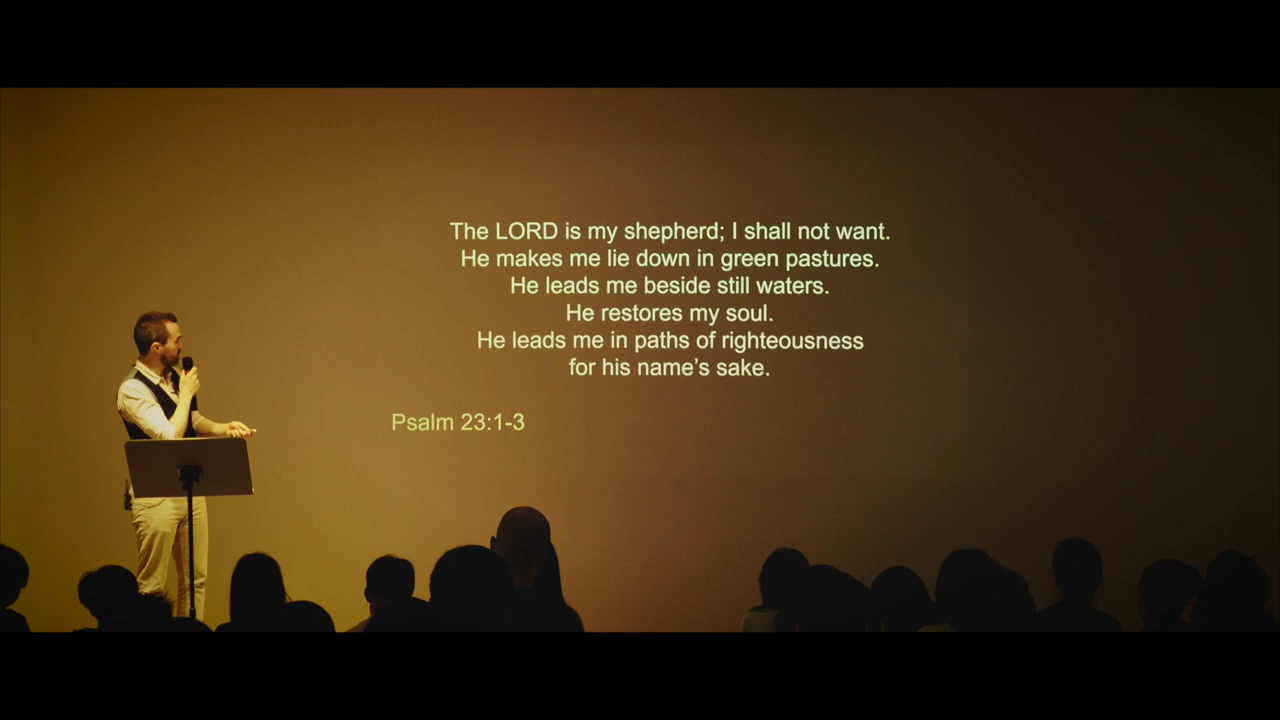 The LORD is my shepherd; I shall not want.
He makes me lie down in green pastures.
He leads me beside still waters.
He restores my soul.
He leads me in paths of righteousness
for his name’s sake.
Psalm 23:1-3